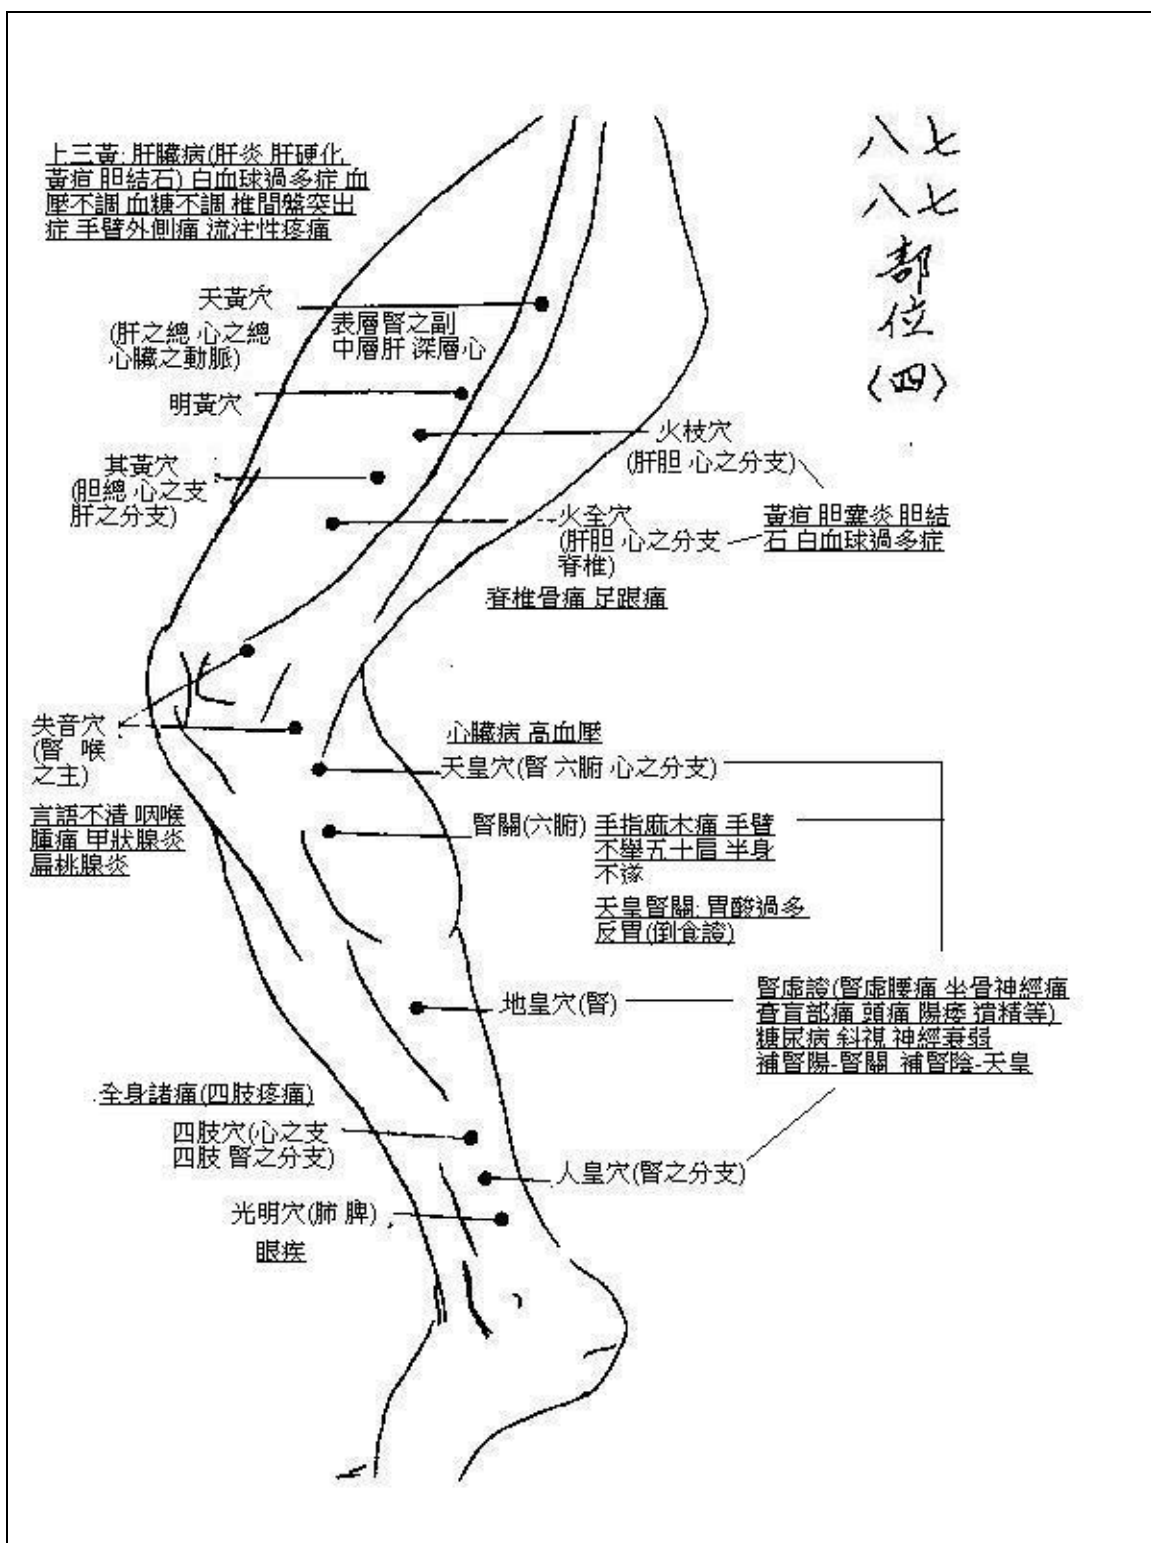 七七
八八
部
位
〈四〉
上三黃: 肝臟病(肝炎 肝硬化
黃疸 胆結石) 白血球過多症 血
壓不調 血糖不調 椎間盤突出
症 手臂外側痛 流注性疼痛
天黃穴
(肝之總 心之總
心臟之動脈)
表層腎之副
中層肝 深層心
明黃穴
火枝穴
(肝胆 心之分支)
其黃穴
(胆總 心之支
肝之分支)
火全穴
(肝胆 心之分支
脊椎)
黃疸 胆囊炎 胆結
石 白血球過多症
脊椎骨痛 足跟痛
失音穴
(腎 喉
之主)
言語不清 咽喉
腫痛 甲狀腺炎
扁桃腺炎
心臟病 高血壓
天皇穴(腎 六腑 心之分支)
腎關(六腑)
手指麻木痛 手臂
不舉五十肩 半身
不遂
天皇腎關: 胃酸過多
反胃(倒食證)
地皇穴(腎)
腎虛證(腎虛腰痛 坐骨神經痛
部痛 頭痛 陽痿 遺精等)
糖尿病 斜視 神經衰弱
補腎陽-腎關 補腎陰-天皇
全身諸痛(四肢疼痛)
四肢穴(心之支
四肢 腎之分支)
人皇穴(腎之分支)
光明穴(肺 脾)
眼疾